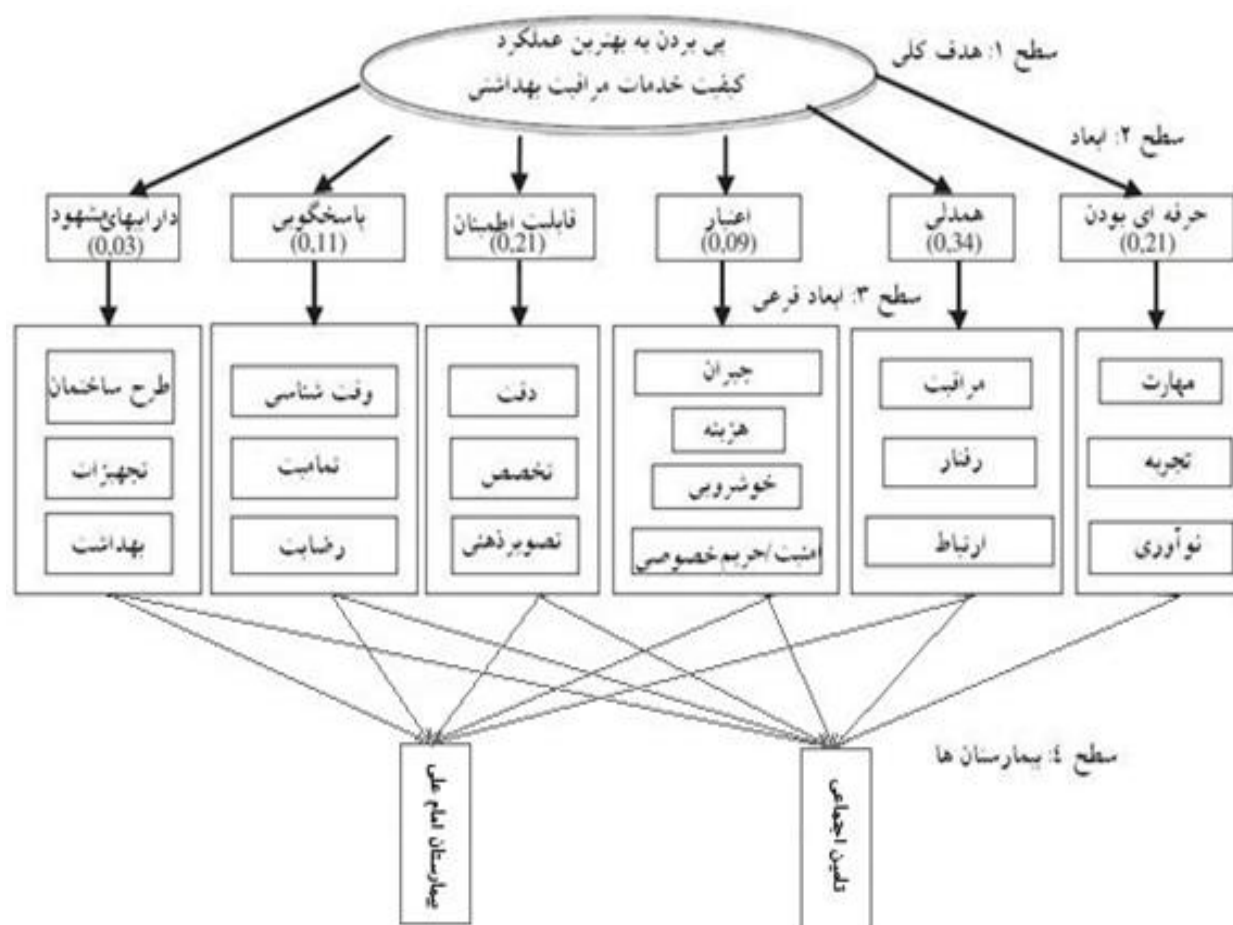 پی بردن به بهترین عملکرد
کیفیت خدمات مراقبت بهداشتی
سطح ۱: هدف کلی
سطح ۲: ابعاد
حرفه ای بودن
(0,21)
همدلی
(0,34)
اعتبار
(0,09)
قابلیت اطمینان
(0,21)
پاسخگویی
(0,11)
داراییهای مشهود
(0,03)
سطح ۳: ابعاد فرعی
مهارت
تجربه
نوآوری
مراقبت
رفتار
ارتباط
جبران
هزینه
خوشرویی
امنیت/حریم خصوصی
دقت
تخصص
تصویر ذهنی
وقت شناسی
تمامیت
رضایت
طرح ساختمان
تجهیزات
بهداشت
سطح ٤: بیمارستان ها
تامین اجتماعی
بیمارستان امام علی